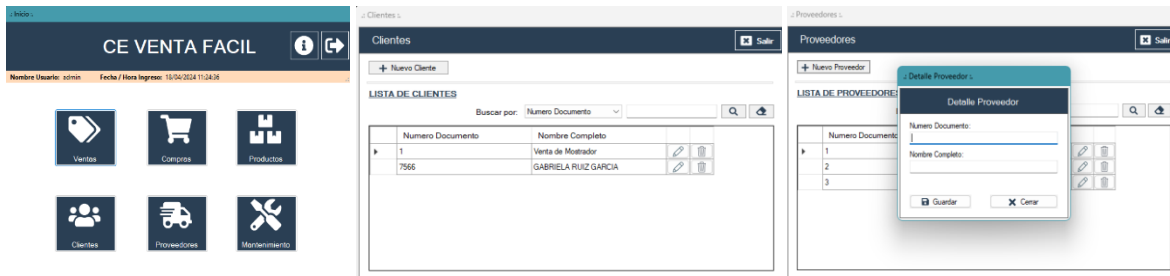 .: Inicio :.
CE VENTA FACIL
Nombre Usuario: admin Fecha / Hora Ingreso: 18/04/2024 11:24:36
Ventas Compras Productos
Clientes Proveedores Mantenimiento
.: Clientes :.
Clientes Salir
Nuevo Cliente
LISTA DE CLIENTES
Buscar por: Numero Documento
Numero Documento Nombre Completo
1 Venta de Mostrador
7566 GABRIELA RUIZ GARCIA
.: Proveedores :.
Proveedores Salir
Nuevo Proveedor
LISTA DE PROVEEDORES
Numero Documento
1
2
3
.: Detalle Proveedor :.
Detalle Proveedor
Numero Documento:
Nombre Completo:
Guardar Cerrar